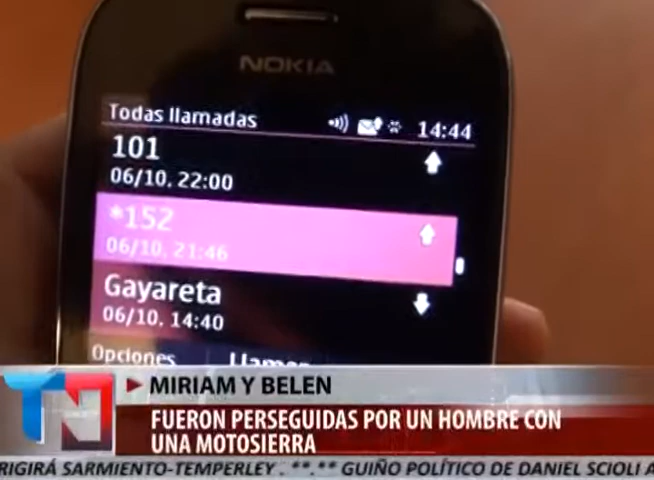 NOKIA
Todas llamadas 14:44
101
06/10, 22:00
*152
06/10, 21:46
Gayareta
06/10, 14:40
Opciones
TN
MIRIAM Y BELEN
FUERON PERSEGUIDAS POR UN HOMBRE CON
UNA MOTOSIERRA
RIGIRÁ SARMIENTO-TEMPERLEY . **.** GUIÑO POLÍTICO DE DANIEL SCIOLI A